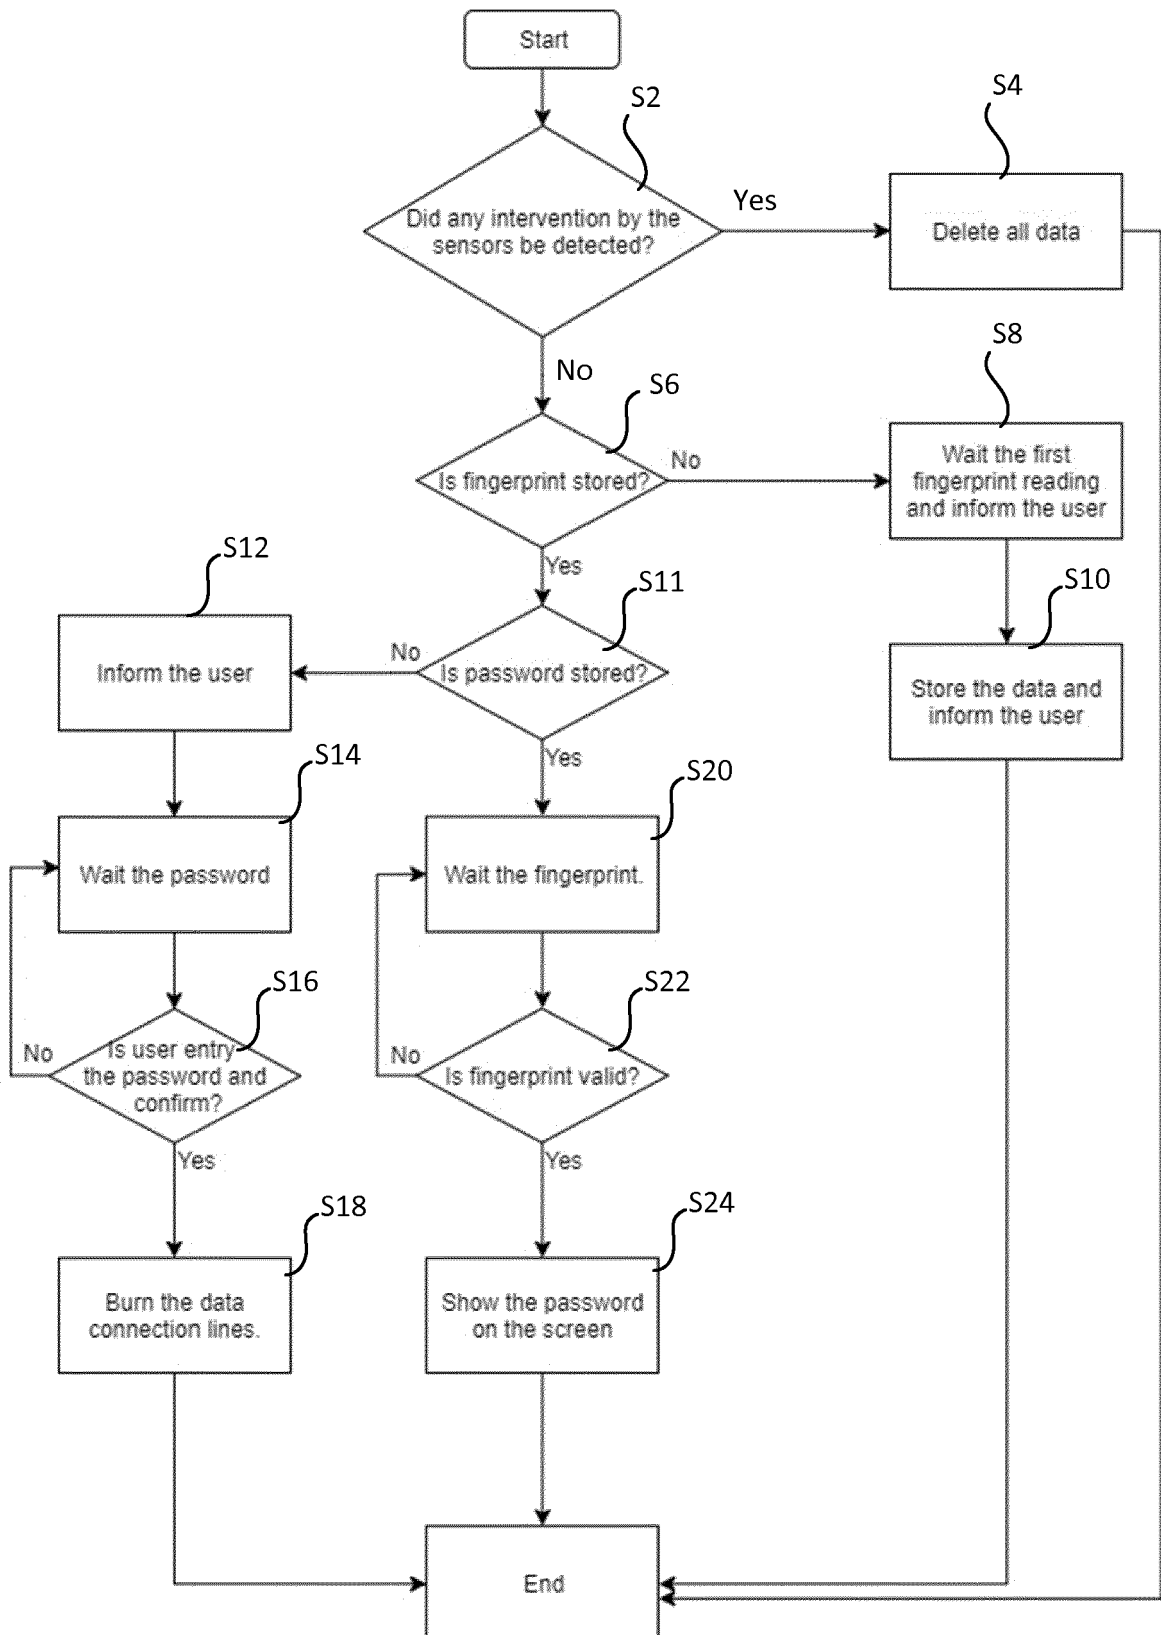 Start
S2
S4
Did any intervention by the
sensors be detected?
Yes
Delete all data
No
S6
S8
Is fingerprint stored?
No
Wait the first
fingerprint reading
and inform the user
Yes
S12
S11
S10
Inform the user
No
Is password stored?
Store the data and
inform the user
Yes
S14
S20
Wait the password
Wait the fingerprint.
S16
S22
No
Is user entry
the password and
confirm?
No
Is fingerprint valid?
Yes
Yes
S18
S24
Burn the data
connection lines.
Show the password
on the screen
End